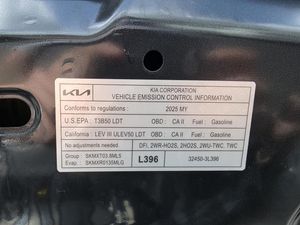 KIA
KIA CORPORATION
VEHICLE EMISSION CONTROL INFORMATION
Conforms to regulations : 2025 MY
U.S-EPA : T3B50 LDT OBD : CA II Fuel : Gasoline
California : LEV III ULEV50 LDT OBD : CA II Fuel : Gasoline
No adjustments needed DFI, 2WR-HO2S, 2HO2S, 2WU-TWC, TWC
Group : SKMXT03.8ML5
Evap. : SKMXR0135MLG L396 32450-3L396